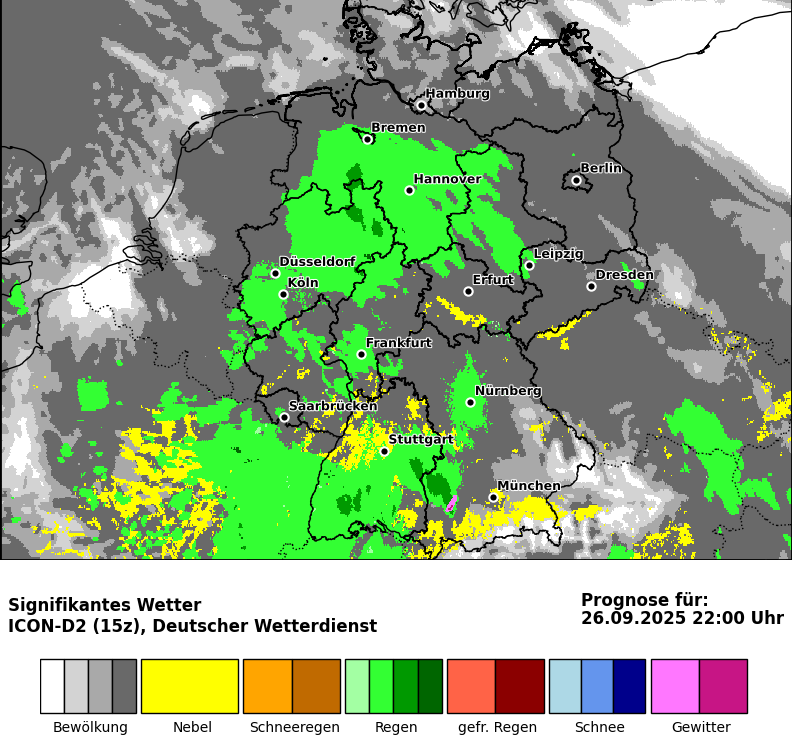 Hamburg
Bremen
Berlin
Hannover
Leipzig
Düsseldorf
Dresden
Köln
Erfurt
Frankfurt
Nürnberg
Saarbrücken
Stuttgart
München
Signifikantes Wetter
ICON-D2 (15z), Deutscher Wetterdienst
Prognose für:
26.09.2025 22:00 Uhr
Bewölkung
Nebel
Schneeregen
Regen
gefr. Regen
Schnee
Gewitter